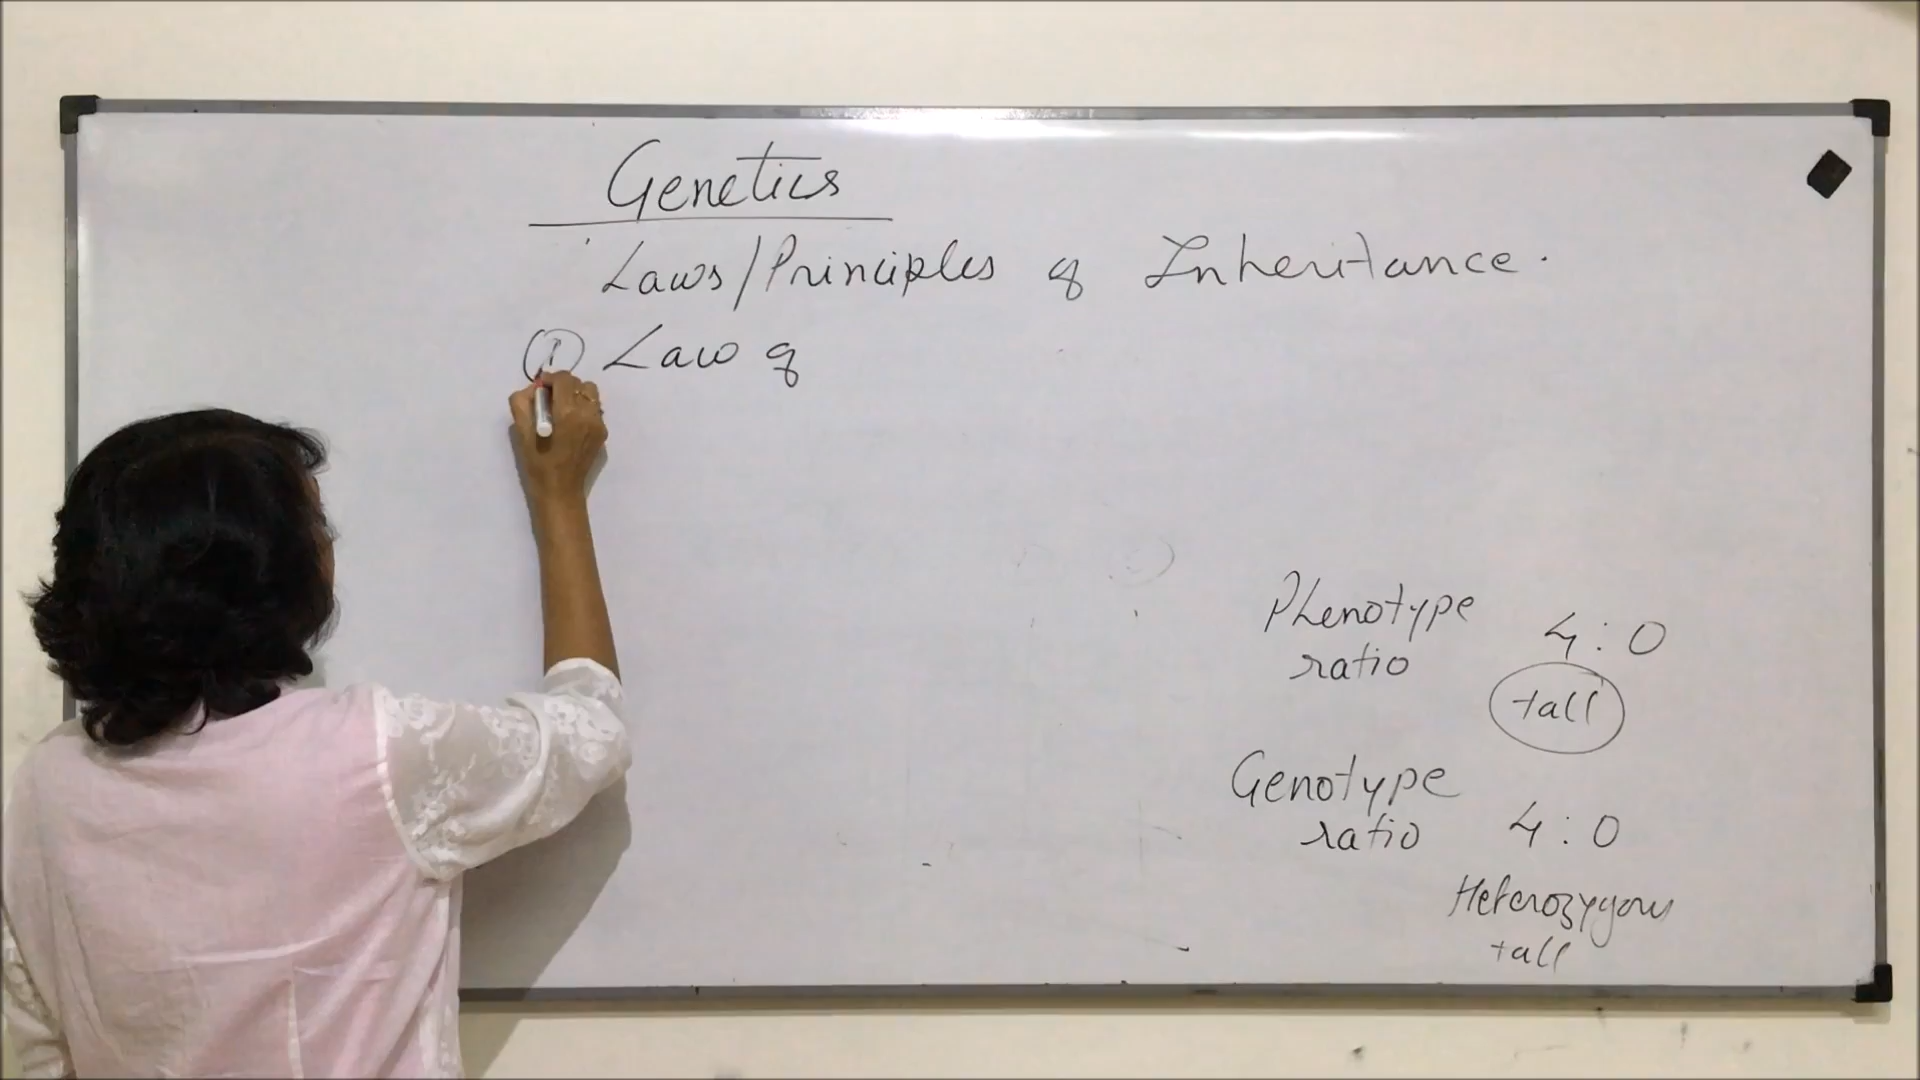 Genetics
Laws/Principles of Inheritance.
① Law of
Phenotype
ratio
4 : 0
tall
Genotype
ratio
4 : 0
Heterozygous
tall